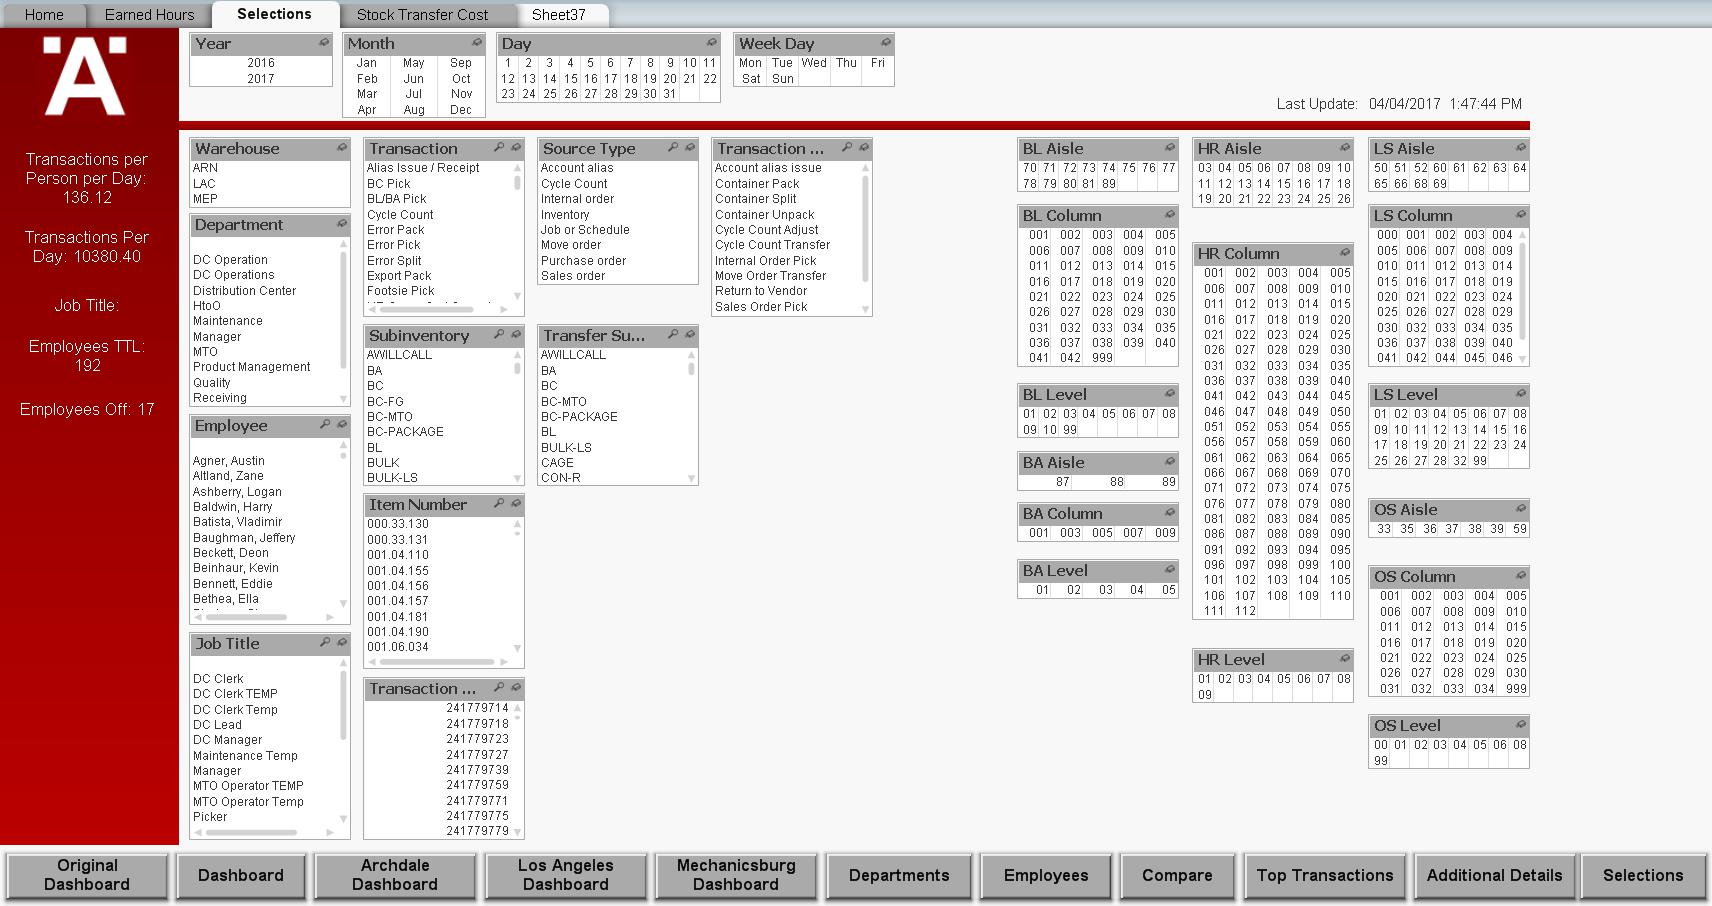 Home
Earned Hours
Selections
Stock Transfer Cost
Sheet37
Ä
Transactions per
Person per Day:
136.12
Transactions Per
Day: 10380.40
Job Title:
Employees TTL:
192
Employees Off: 17
Year
2016
2017
Month
Jan May Sep
Feb Jun Oct
Mar Jul Nov
Apr Aug Dec
Day
1 2 3 4 5 6 7 8 9 10 11
12 13 14 15 16 17 18 19 20 21 22
23 24 25 26 27 28 29 30 31
Week Day
Mon Tue Wed Thu Fri
Sat Sun
Last Update: 04/04/2017 1:47:44 PM
Warehouse
ARN
LAC
MEP
Department
DC Operation
DC Operations
Distribution Center
HtoO
Maintenance
Manager
MTO
Product Management
Quality
Receiving
Employee
Agner, Austin
Altland, Zane
Ashberry, Logan
Baldwin, Harry
Batista, Vladimir
Baughman, Jeffery
Beckett, Deon
Beinhaur, Kevin
Bennett, Eddie
Bethea, Ella
Job Title
DC Clerk
DC Clerk TEMP
DC Clerk Temp
DC Lead
DC Manager
Maintenance Temp
Manager
MTO Operator TEMP
MTO Operator Temp
Picker
Transaction
Alias Issue / Receipt
BC Pick
BL/BA Pick
Cycle Count
Error Pack
Error Pick
Error Split
Export Pack
Footsie Pick
Subinventory
AWILLCALL
BA
BC
BC-FG
BC-MTO
BC-PACKAGE
BL
BULK
BULK-LS
Item Number
000.33.130
000.33.131
001.04.110
001.04.155
001.04.156
001.04.157
001.04.181
001.04.190
001.06.034
Transaction ...
241779714
241779718
241779723
241779727
241779739
241779759
241779771
241779775
241779779
Source Type
Account alias
Cycle Count
Internal order
Inventory
Job or Schedule
Move order
Purchase order
Sales order
Transfer Su...
AWILLCALL
BA
BC
BC-MTO
BC-PACKAGE
BL
BULK-LS
CAGE
CON-R
Transaction ...
Account alias issue
Container Pack
Container Split
Container Unpack
Cycle Count Adjust
Cycle Count Transfer
Internal Order Pick
Move Order Transfer
Return to Vendor
Sales Order Pick
BL Aisle
70 71 72 73 74 75 76 77
78 79 80 81 89
BL Column
001 002 003 004 005
006 007 008 009 010
011 012 013 014 015
016 017 018 019 020
021 022 023 024 025
026 027 028 029 030
031 032 033 034 035
036 037 038 039 040
041 042 999
BL Level
01 02 03 04 05 06 07 08
09 10 99
BA Aisle
87 88 89
BA Column
001 003 005 007 009
BA Level
01 02 03 04 05
HR Aisle
03 04 05 06 07 08 09 10
11 12 13 14 15 16 17 18
19 20 21 22 23 24 25 26
HR Column
001 002 003 004 005
006 007 008 009 010
011 012 013 014 015
016 017 018 019 020
021 022 023 024 025
026 027 028 029 030
031 032 033 034 035
036 037 038 039 040
041 042 043 044 045
046 047 048 049 050
051 052 053 054 055
056 057 058 059 060
061 062 063 064 065
066 067 068 069 070
071 072 073 074 075
076 077 078 079 080
081 082 083 084 085
086 087 088 089 090
091 092 093 094 095
096 097 098 099 100
101 102 103 104 105
106 107 108 109 110
111 112
HR Level
01 02 03 04 05 06 07 08
09
LS Aisle
50 51 52 60 61 62 63 64
65 66 68 69
LS Column
000 001 002 003 004
005 006 007 008 009
010 011 012 013 014
015 016 017 018 019
020 021 022 023 024
025 026 027 028 029
030 032 033 034 035
036 037 038 039 040
041 042 044 045 046
LS Level
01 02 03 04 05 06 07 08
09 10 11 12 13 14 15 16
17 18 19 20 21 22 23 24
25 26 27 28 32 99
OS Aisle
33 35 36 37 38 39 59
OS Column
001 002 003 004 005
006 007 008 009 010
011 012 013 014 015
016 017 018 019 020
021 022 023 024 025
026 027 028 029 030
031 032 033 034 999
OS Level
00 01 02 03 04 05 06 08
99
Original
Dashboard
Dashboard
Archdale
Dashboard
Los Angeles
Dashboard
Mechanicsburg
Dashboard
Departments
Employees
Compare
Top Transactions
Additional Details
Selections